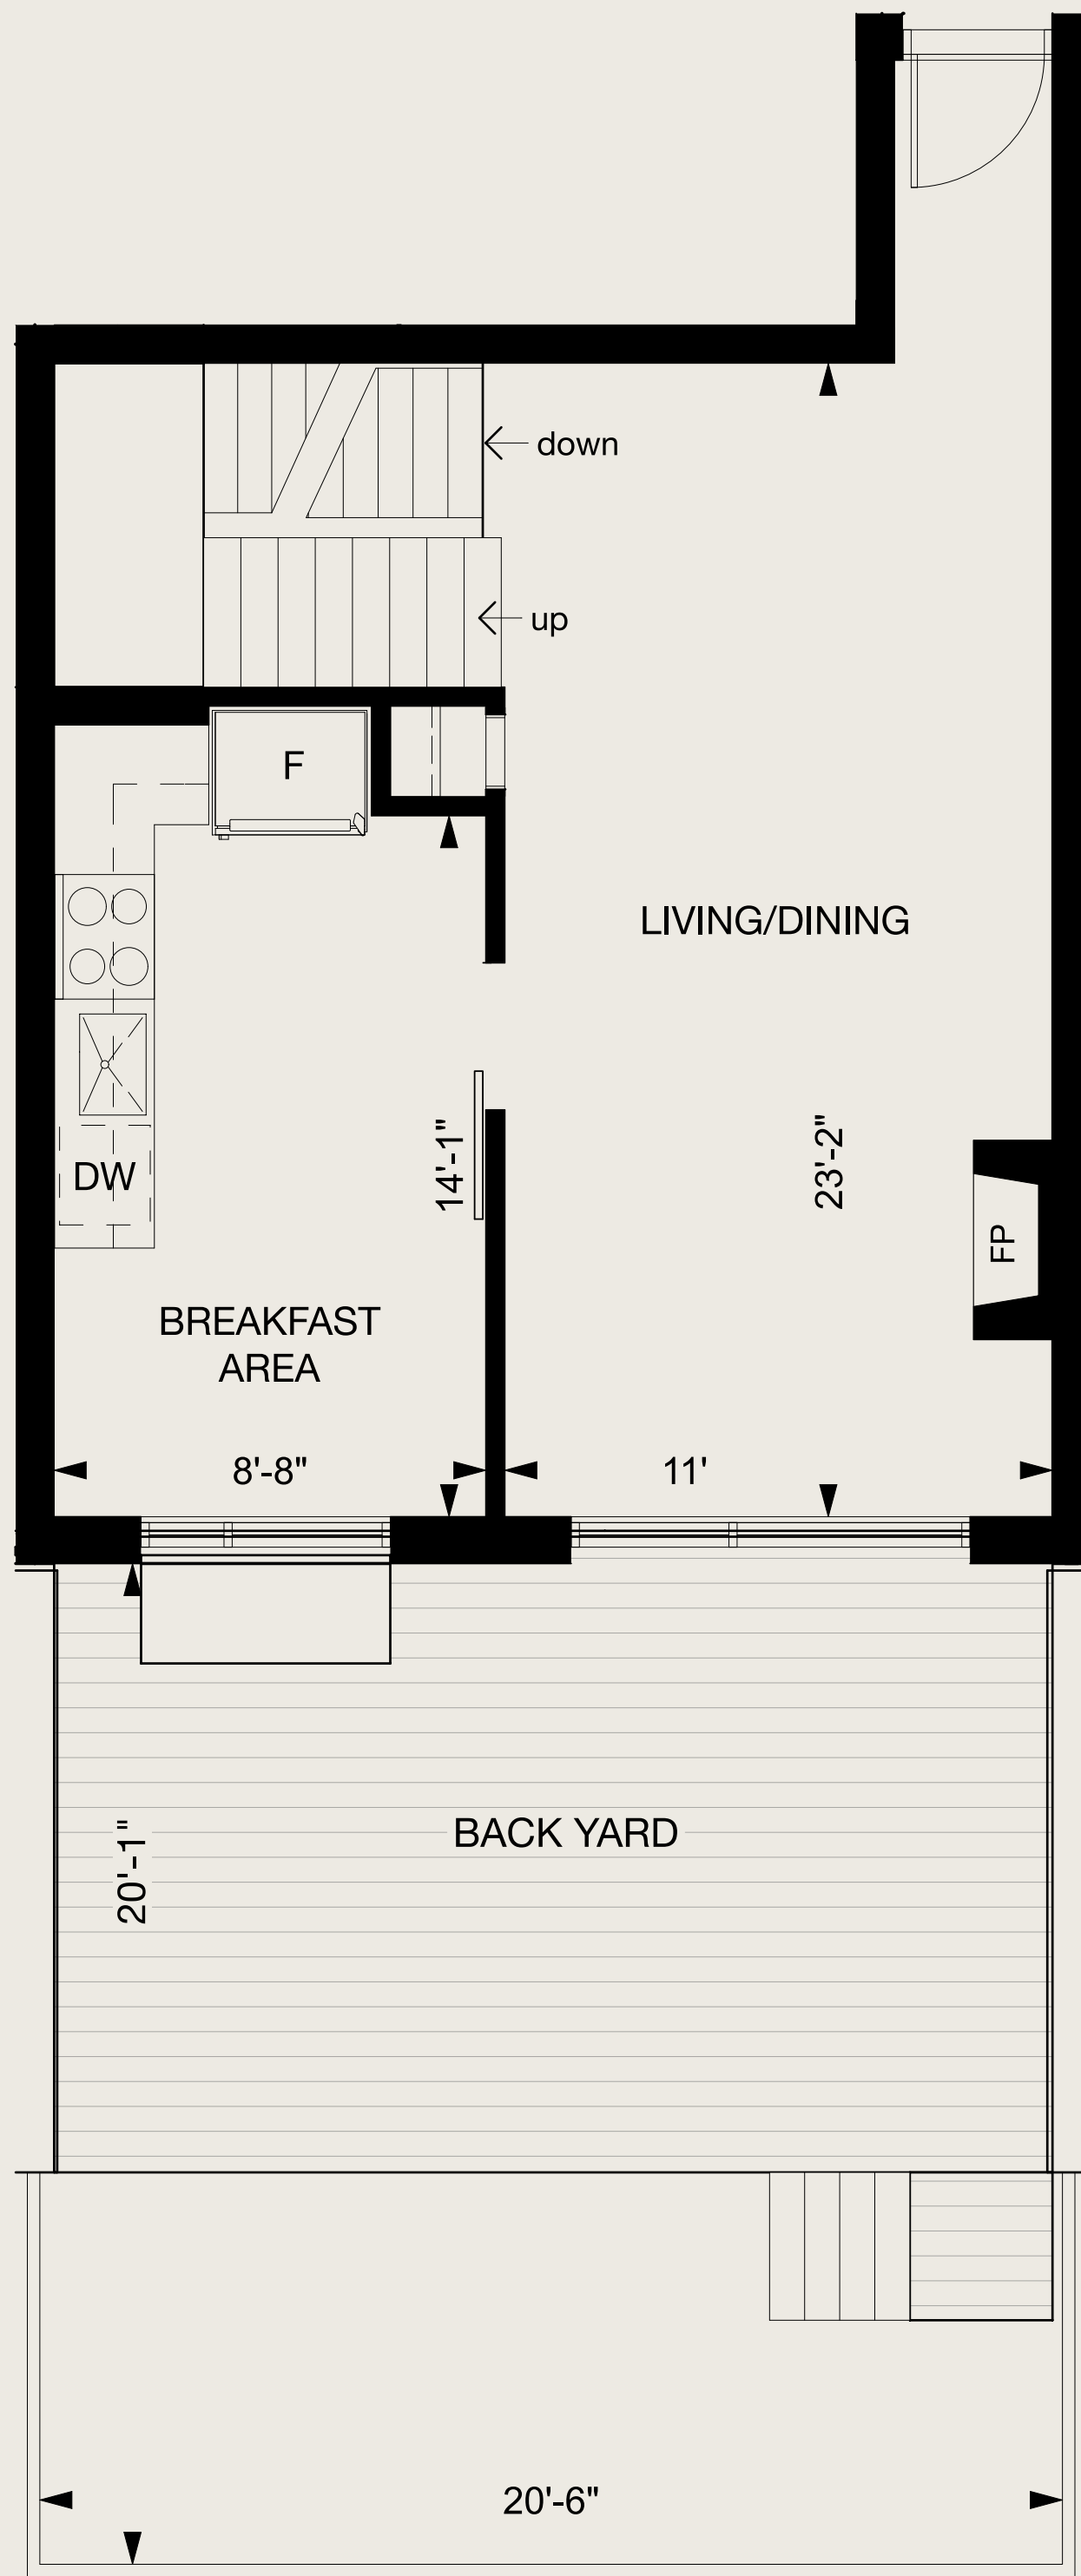 down
up
F
LIVING/DINING
14'-1"
23'-2"
DW
FP
BREAKFAST
AREA
8'-8"
11'
BACK YARD
20'-1"
20'-6"